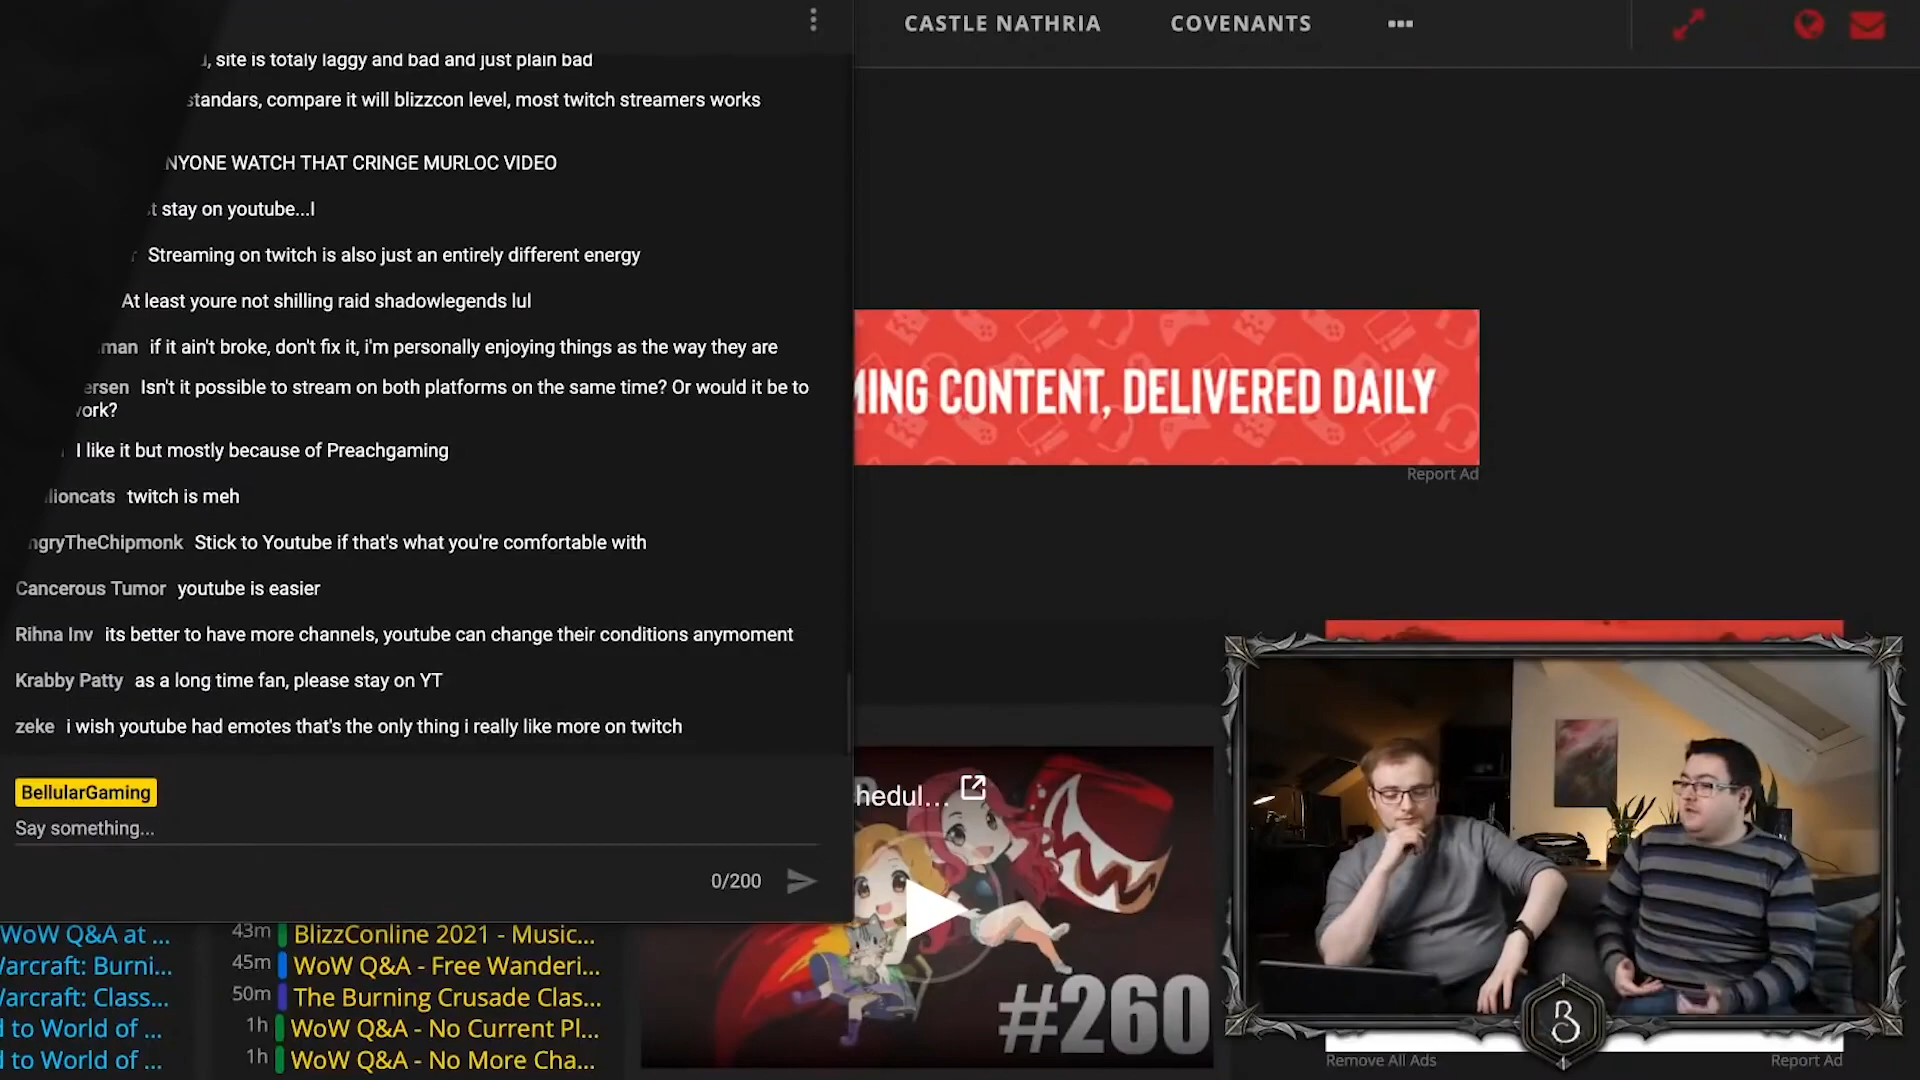 CASTLE NATHRIA COVENANTS
, site is totaly laggy and bad and just plain bad
standars, compare it will blizzcon level, most twitch streamers works
NYONE WATCH THAT CRINGE MURLOC VIDEO
stay on youtube...l
Streaming on twitch is also just an entirely different energy
At least youre not shilling raid shadowlegends lul
man if it ain't broke, don't fix it, i'm personally enjoying things as the way they are
ersen Isn't it possible to stream on both platforms on the same time? Or would it be to
work?
I like it but mostly because of Preachgaming
lioncats twitch is meh
ngryTheChipmonk Stick to Youtube if that's what you're comfortable with
Cancerous Tumor youtube is easier
Rihna Inv its better to have more channels, youtube can change their conditions anymoment
Krabby Patty as a long time fan, please stay on YT
zeke i wish youtube had emotes that's the only thing i really like more on twitch
BellularGaming
Say something...
0/200
MING CONTENT, DELIVERED DAILY
Report Ad
hedul...
#260
WoW Q&A at ...
Warcraft: Burni...
Warcraft: Class...
d to World of ...
d to World of ...
43m BlizzConline 2021 - Music...
45m WoW Q&A - Free Wanderi...
50m The Burning Crusade Clas...
1h WoW Q&A - No Current Pl...
1h WoW Q&A - No More Cha...
B
Remove All Ads Report Ad